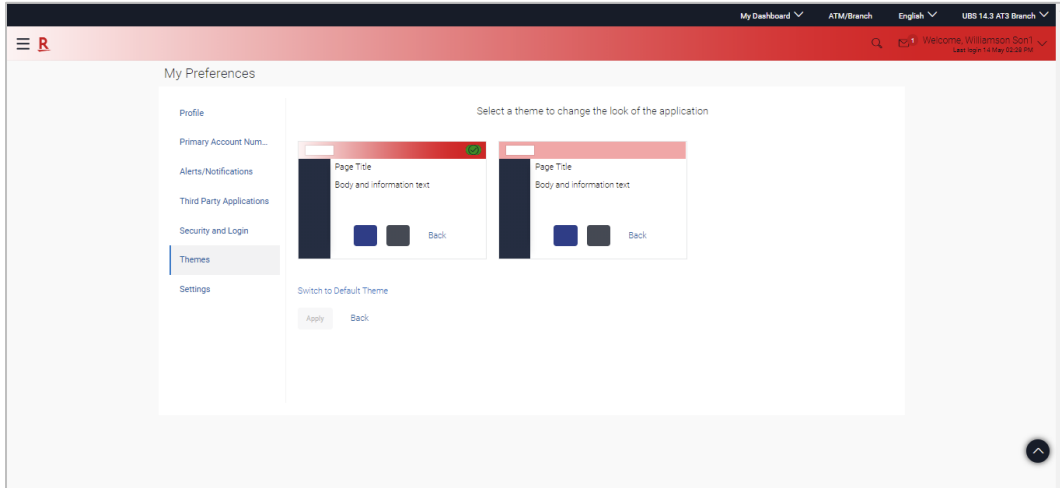 My Dashboard ATM/Branch English UBS 14.3 AT3 Branch
R 1 Welcome, Williamson Son1
Last login 14 May 02:28 PM
My Preferences
Profile
Primary Account Num...
Alerts/Notifications
Third Party Applications
Security and Login
Themes
Settings
Select a theme to change the look of the application
Page Title
Body and information text
Back
Page Title
Body and information text
Back
Switch to Default Theme
Apply Back